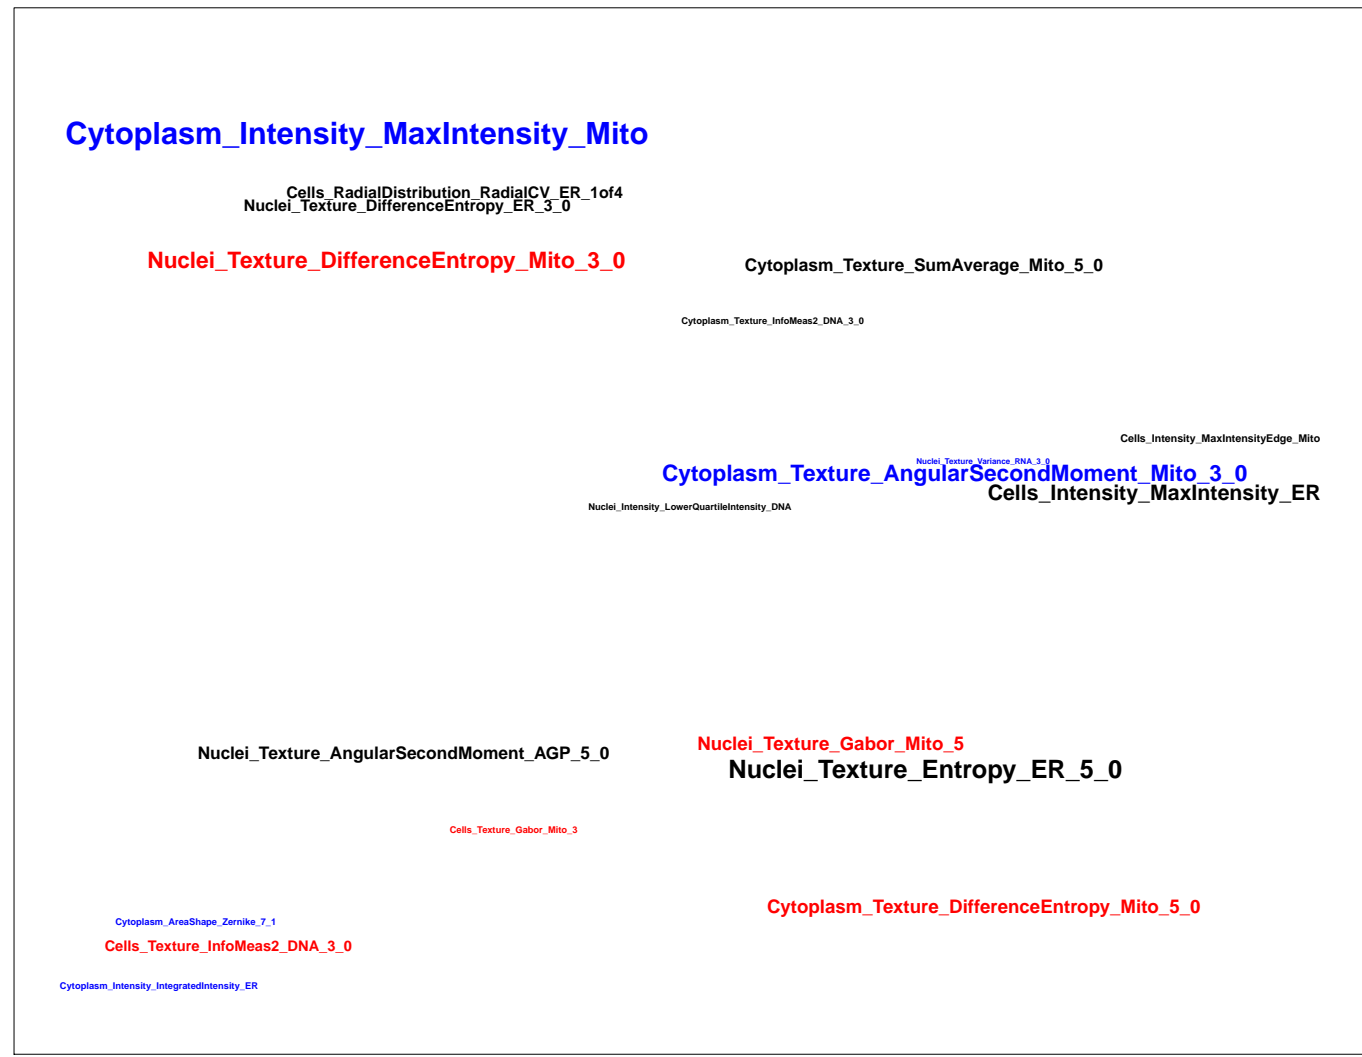 Cytoplasm_Intensity_MaxIntensity_Mito
Cells_RadialDistribution_RadialCV_ER_1of4
Nuclei_Texture_DifferenceEntropy_ER_3_0
Nuclei_Texture_DifferenceEntropy_Mito_3_0
Cytoplasm_Texture_SumAverage_Mito_5_0
Cytoplasm_Texture_InfoMeas2_DNA_3_0
Cells_Intensity_MaxIntensityEdge_Mito
Nuclei_Texture_Variance_RNA_3_0
Cytoplasm_Texture_AngularSecondMoment_Mito_3_0
Cells_Intensity_MaxIntensity_ER
Nuclei_Intensity_LowerQuartileIntensity_DNA
Nuclei_Texture_Gabor_Mito_5
Nuclei_Texture_AngularSecondMoment_AGP_5_0
Nuclei_Texture_Entropy_ER_5_0
Cells_Texture_Gabor_Mito_3
Cytoplasm_Texture_DifferenceEntropy_Mito_5_0
Cytoplasm_AreaShape_Zernike_7_1
Cells_Texture_InfoMeas2_DNA_3_0
Cytoplasm_Intensity_IntegratedIntensity_ER